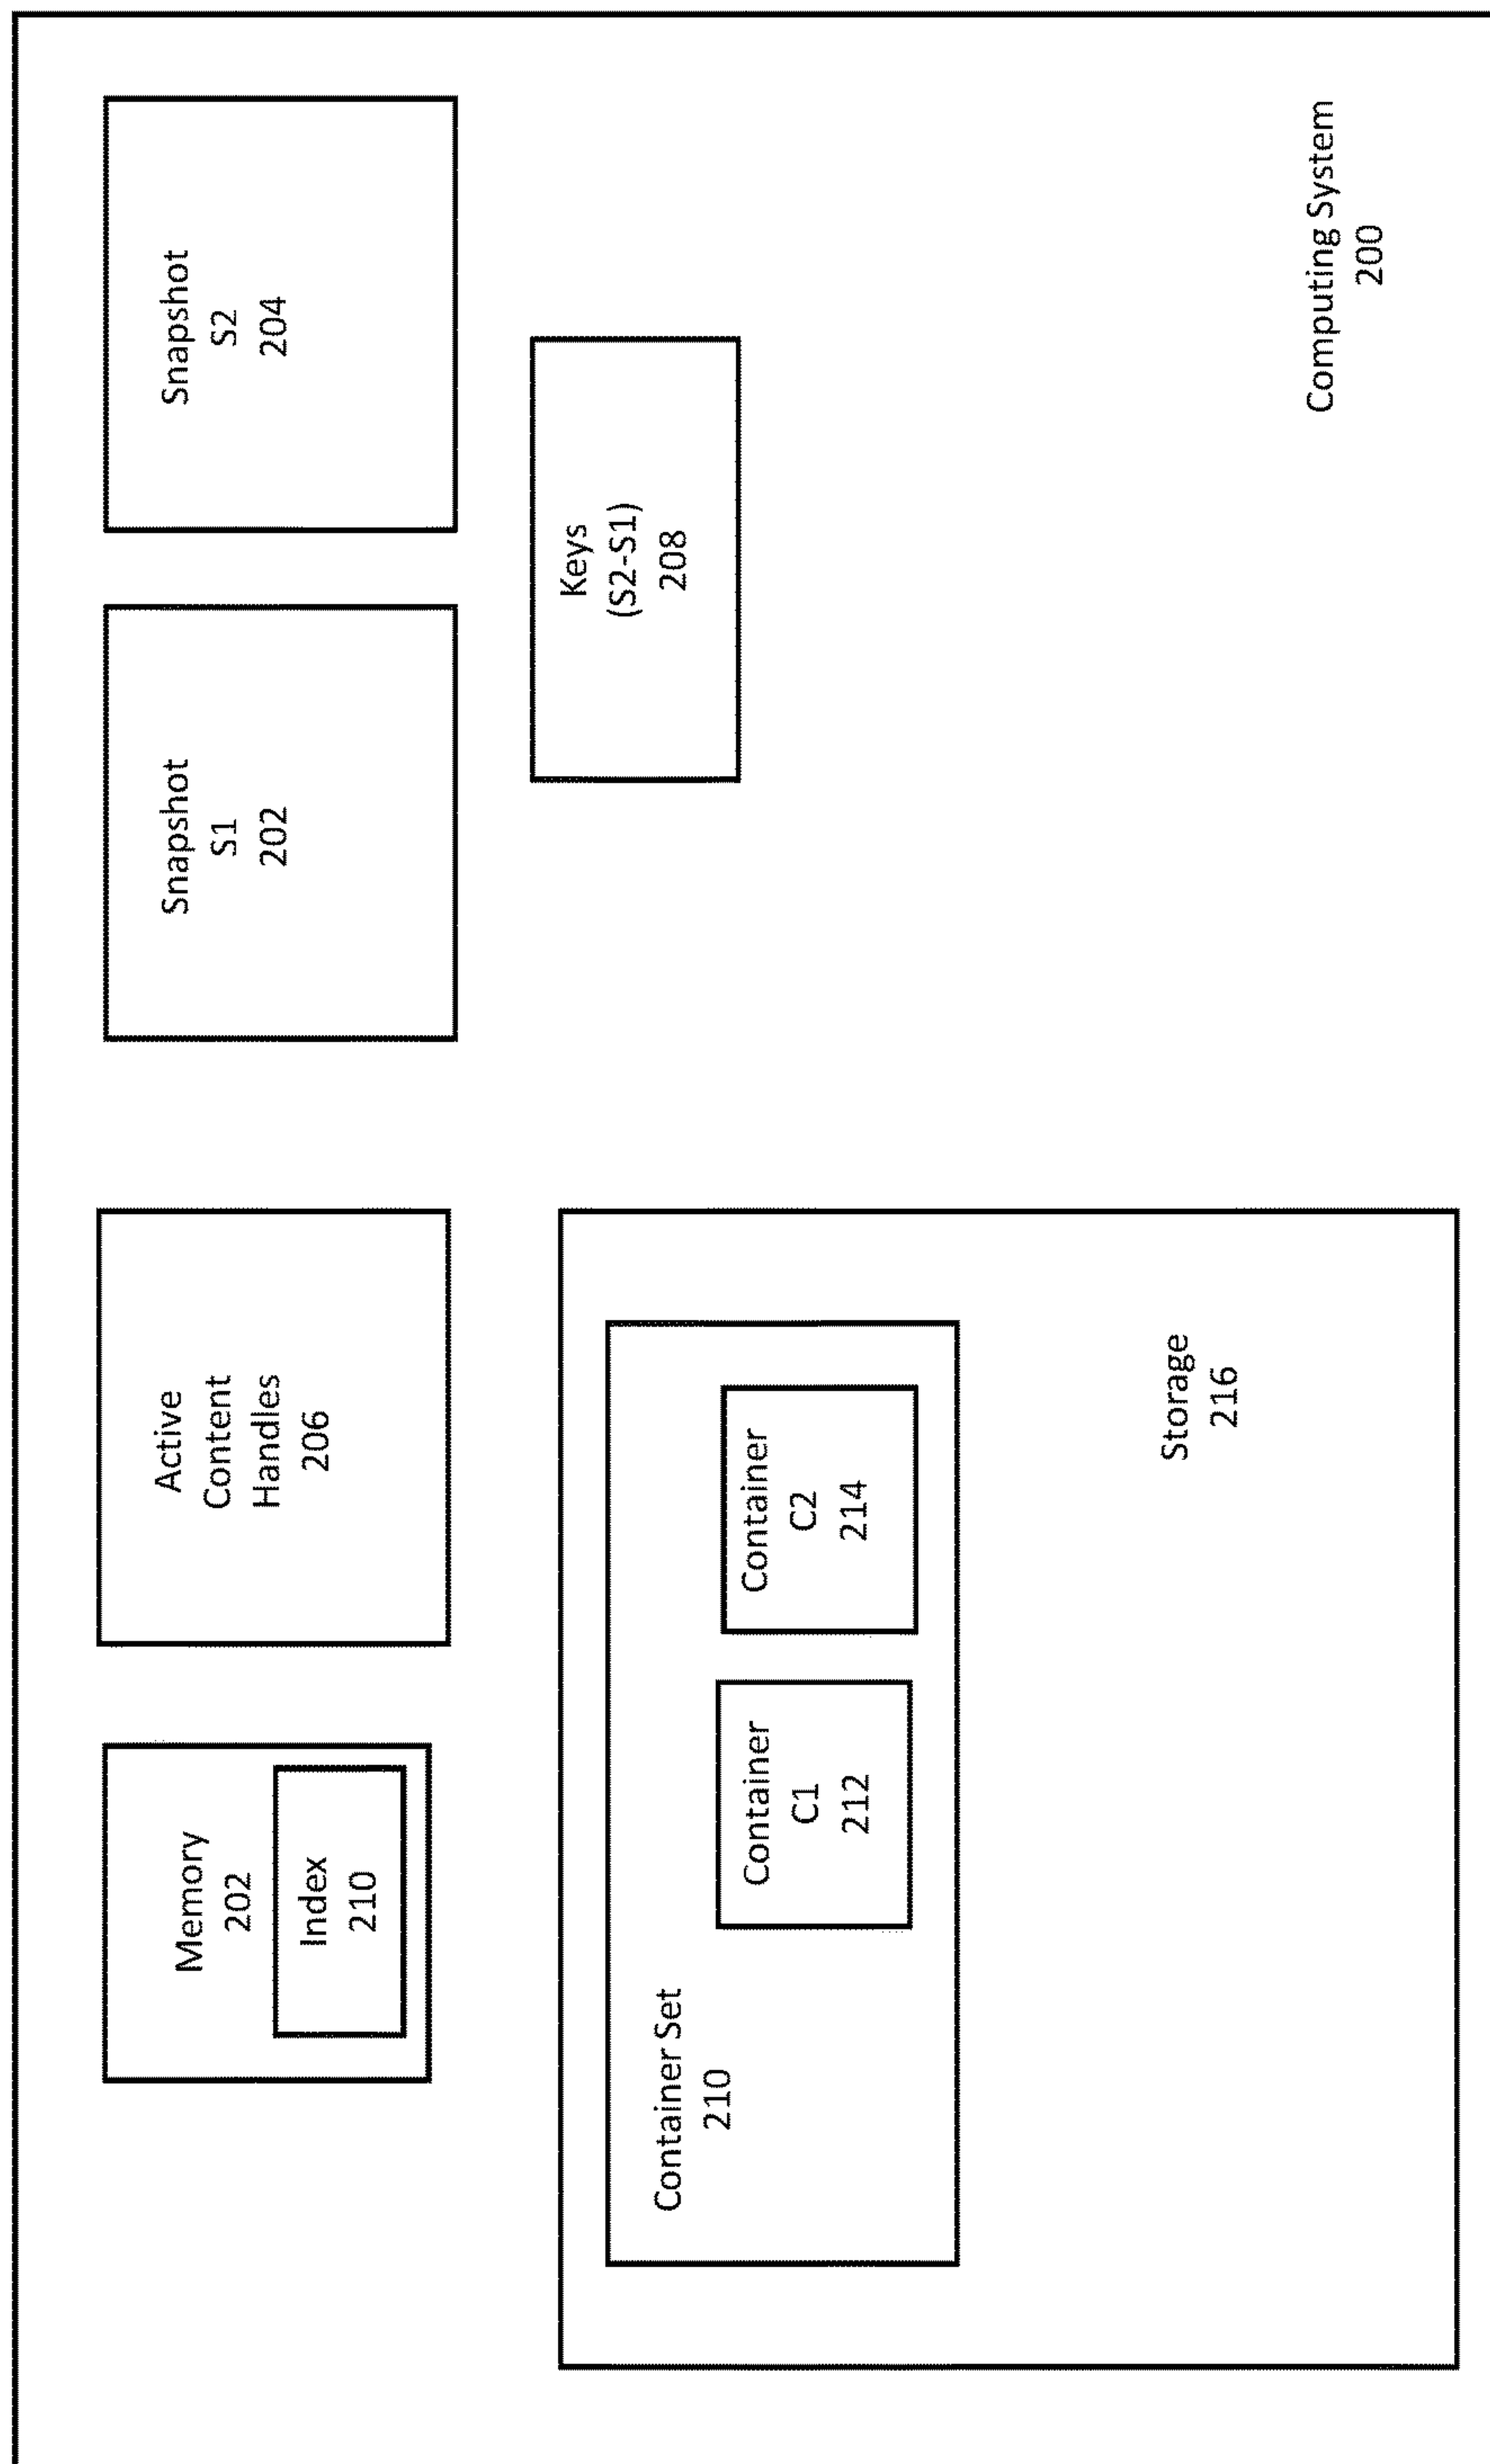 Memory
202
Index
210
Active
Content
Handles
206
Snapshot
S1
202
Snapshot
S2
204
Keys
(S2-S1)
208
Container Set
210
Container
C1
212
Container
C2
214
Storage
216
Computing System
200